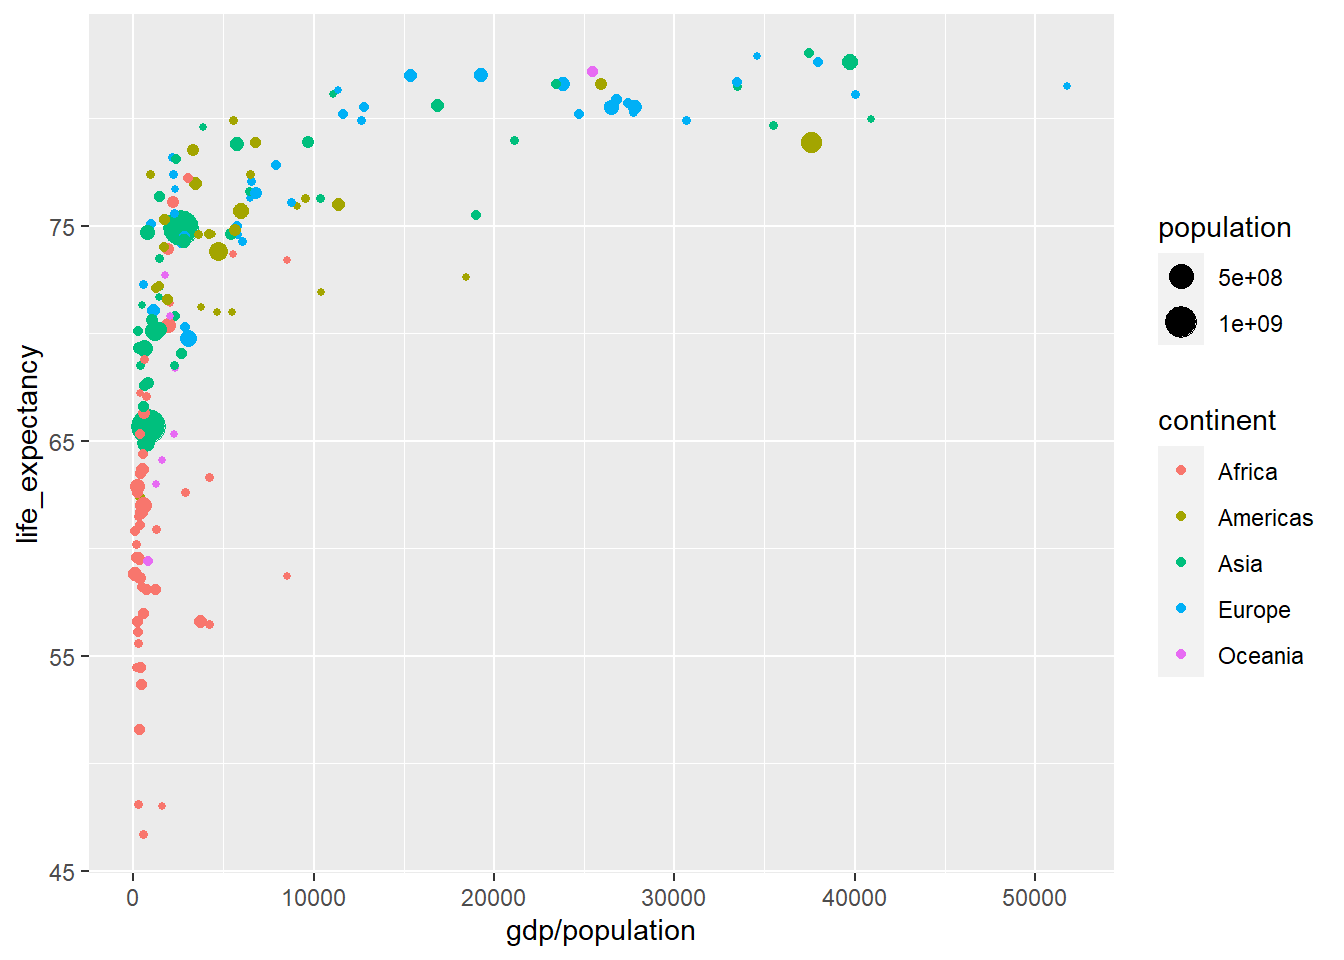 life_expectancy
75
65
55
45
0 10000 20000 30000 40000 50000
gdp/population
population
5e+08
1e+09
continent
Africa
Americas
Asia
Europe
Oceania